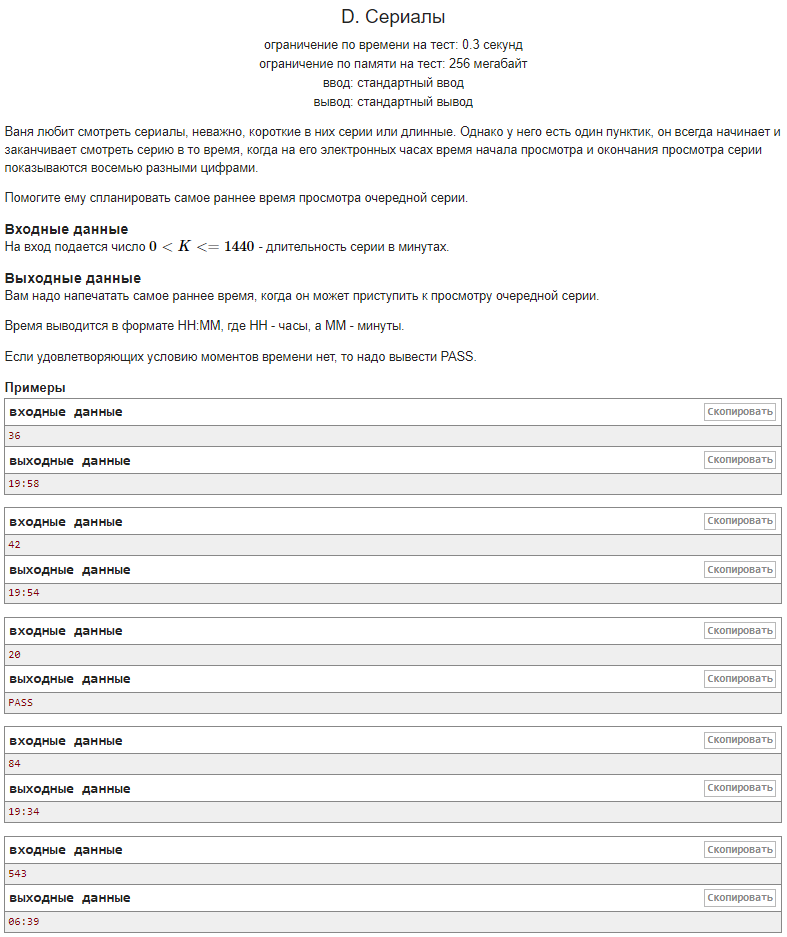 D. Сериалы
ограничение по времени на тест: 0.3 секунд
ограничение по памяти на тест: 256 мегабайт
ввод: стандартный ввод
вывод: стандартный вывод
Ваня любит смотреть сериалы, неважно, короткие в них серии или длинные. Однако у него есть один пунктик, он всегда начинает и
заканчивает смотреть серию в то время, когда на его электронных часах время начала просмотра и окончания просмотра серии
показываются восемью разными цифрами.
Помогите ему спланировать самое раннее время просмотра очередной серии.
Входные данные
На вход подается число 0 < K <= 1440 - длительность серии в минутах.
Выходные данные
Вам надо напечатать самое раннее время, когда он может приступить к просмотру очередной серии.
Время выводится в формате HH:MM, где HH - часы, а MM - минуты.
Если удовлетворяющих условию моментов времени нет, то надо вывести PASS.
Примеры
входные данные Скопировать
36
выходные данные Скопировать
19:58
входные данные Скопировать
42
выходные данные Скопировать
19:54
входные данные Скопировать
20
выходные данные Скопировать
PASS
входные данные Скопировать
84
выходные данные Скопировать
19:34
входные данные Скопировать
543
выходные данные Скопировать
06:39